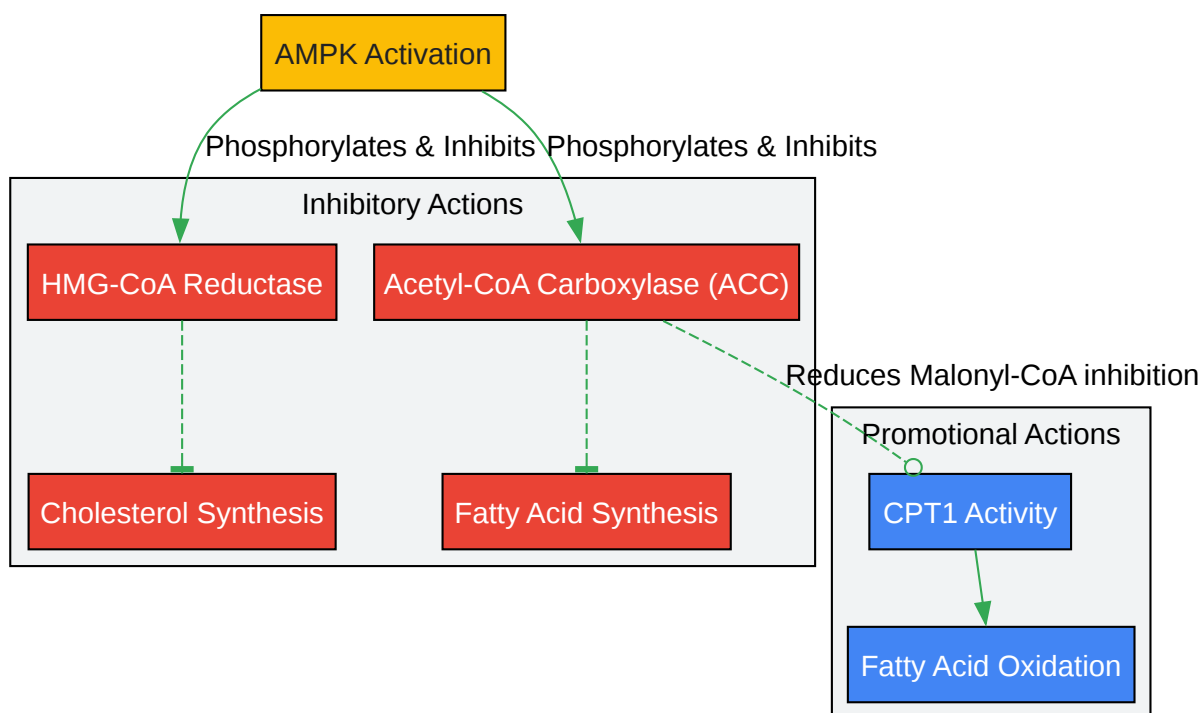 AMPK Activation
Phosphorylates & Inhibits
Phosphorylates & Inhibits
Inhibitory Actions
HMG-CoA Reductase
Acetyl-CoA Carboxylase (ACC)
Reduces Malonyl-CoA inhibition
Promotional Actions
Cholesterol Synthesis
Fatty Acid Synthesis
CPT1 Activity
Fatty Acid Oxidation